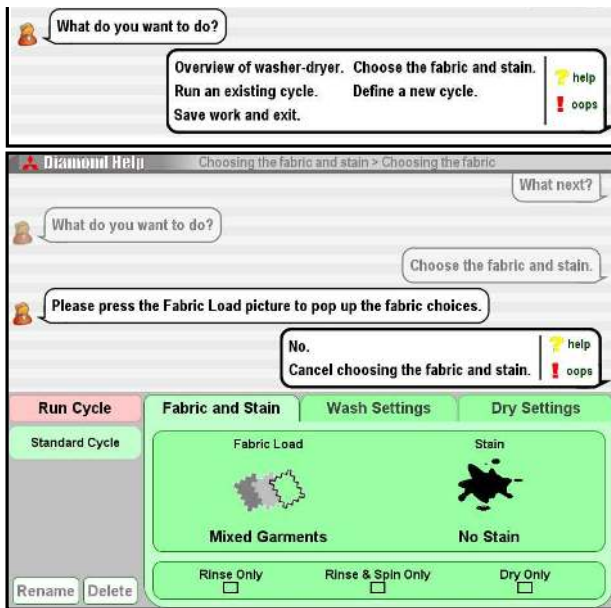 What do you want to do?
Overview of washer-dryer. Choose the fabric and stain.
Run an existing cycle. Define a new cycle.
Save work and exit.
? help
! oops
Diamond Help Choosing the fabric and stain > Choosing the fabric
What next?
What do you want to do?
Choose the fabric and stain.
Please press the Fabric Load picture to pop up the fabric choices.
No.
Cancel choosing the fabric and stain.
? help
! oops
Run Cycle Fabric and Stain Wash Settings Dry Settings
Standard Cycle
Fabric Load Stain
Mixed Garments No Stain
Rinse Only Rinse & Spin Only Dry Only
Rename Delete